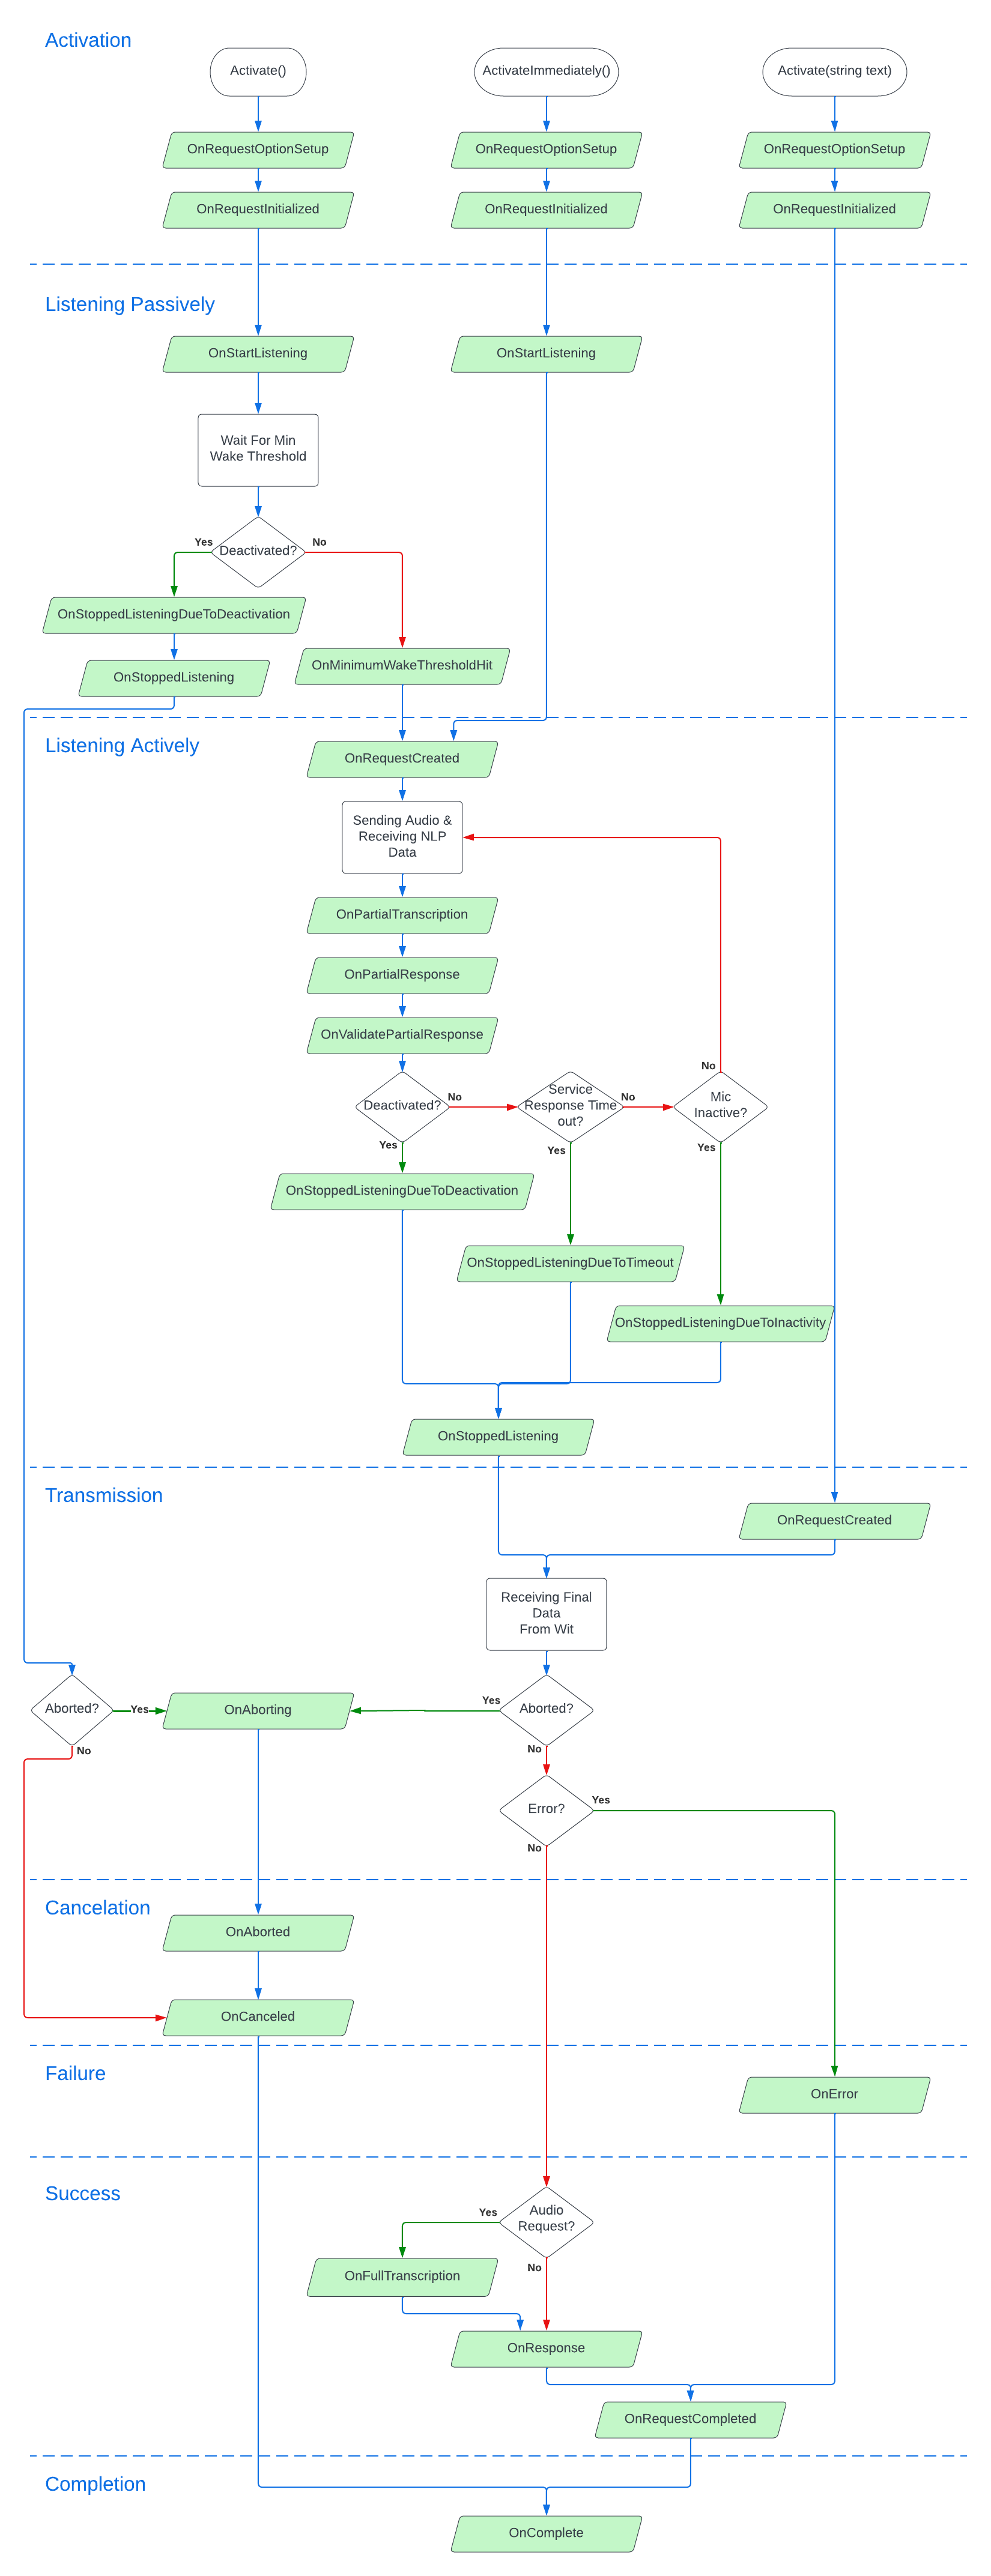 Activation
Activate()
ActivateImmediately()
Activate(string text)
OnRequestOptionSetup
OnRequestOptionSetup
OnRequestOptionSetup
OnRequestInitialized
OnRequestInitialized
OnRequestInitialized
Listening Passively
OnStartListening
OnStartListening
Wait For Min
Wake Threshold
Yes
Deactivated?
No
OnStoppedListeningDueToDeactivation
OnMinimumWakeThresholdHit
OnStoppedListening
Listening Actively
OnRequestCreated
Sending Audio &
Receiving NLP
Data
OnPartialTranscription
OnPartialResponse
OnValidatePartialResponse
Deactivated?
No
Yes
Service
Response Time
out?
No
Yes
No
Mic
Inactive?
Yes
OnStoppedListeningDueToDeactivation
OnStoppedListeningDueToTimeout
OnStoppedListeningDueToInactivity
OnStoppedListening
Transmission
OnRequestCreated
Receiving Final
Data
From Wit
Aborted?
Yes
No
OnAborting
Yes
Aborted?
No
Error?
Yes
No
Cancelation
OnAborted
OnCanceled
Failure
OnError
Success
Yes
Audio
Request?
No
OnFullTranscription
OnResponse
OnRequestCompleted
Completion
OnComplete